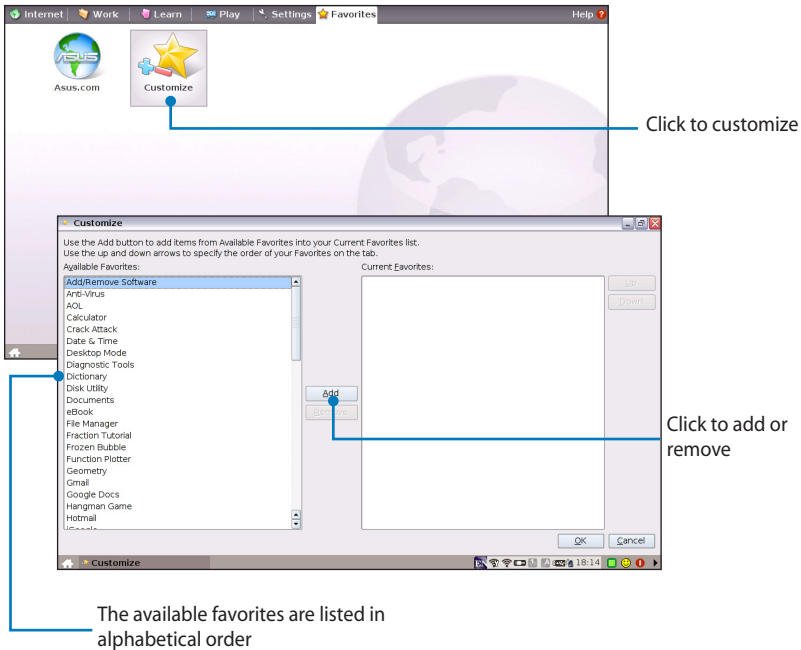 Internet Work Learn Play Settings Favorites Help ?
/SUS
Asus.com Customize
Click to customize
Customize
Use the Add button to add items from Available Favorites into your Current Favorites list.
Use the up and down arrows to specify the order of your Favorites on the tab.
Available Favorites: Current Favorites:
Add/Remove Software Up
Anti-Virus
AOL Down
Calculator
Crack Attack
Date & Time
Desktop Mode
Diagnostic Tools
Dictionary
Disk Utility
Documents Add
eBook Remove
File Manager
Fraction Tutorial
Frozen Bubble
Function Plotter
Geometry
Gmail
Google Docs
Hangman Game
Hotmail
Click to add or
remove
OK Cancel
Customize 18:14
The available favorites are listed in
alphabetical order